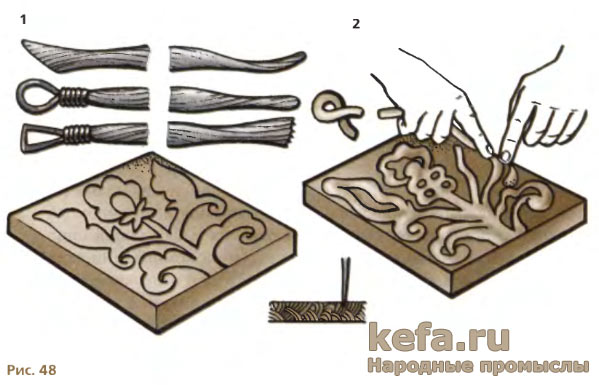 1
2
kefa.ru
Народные промыслы
Рис. 48